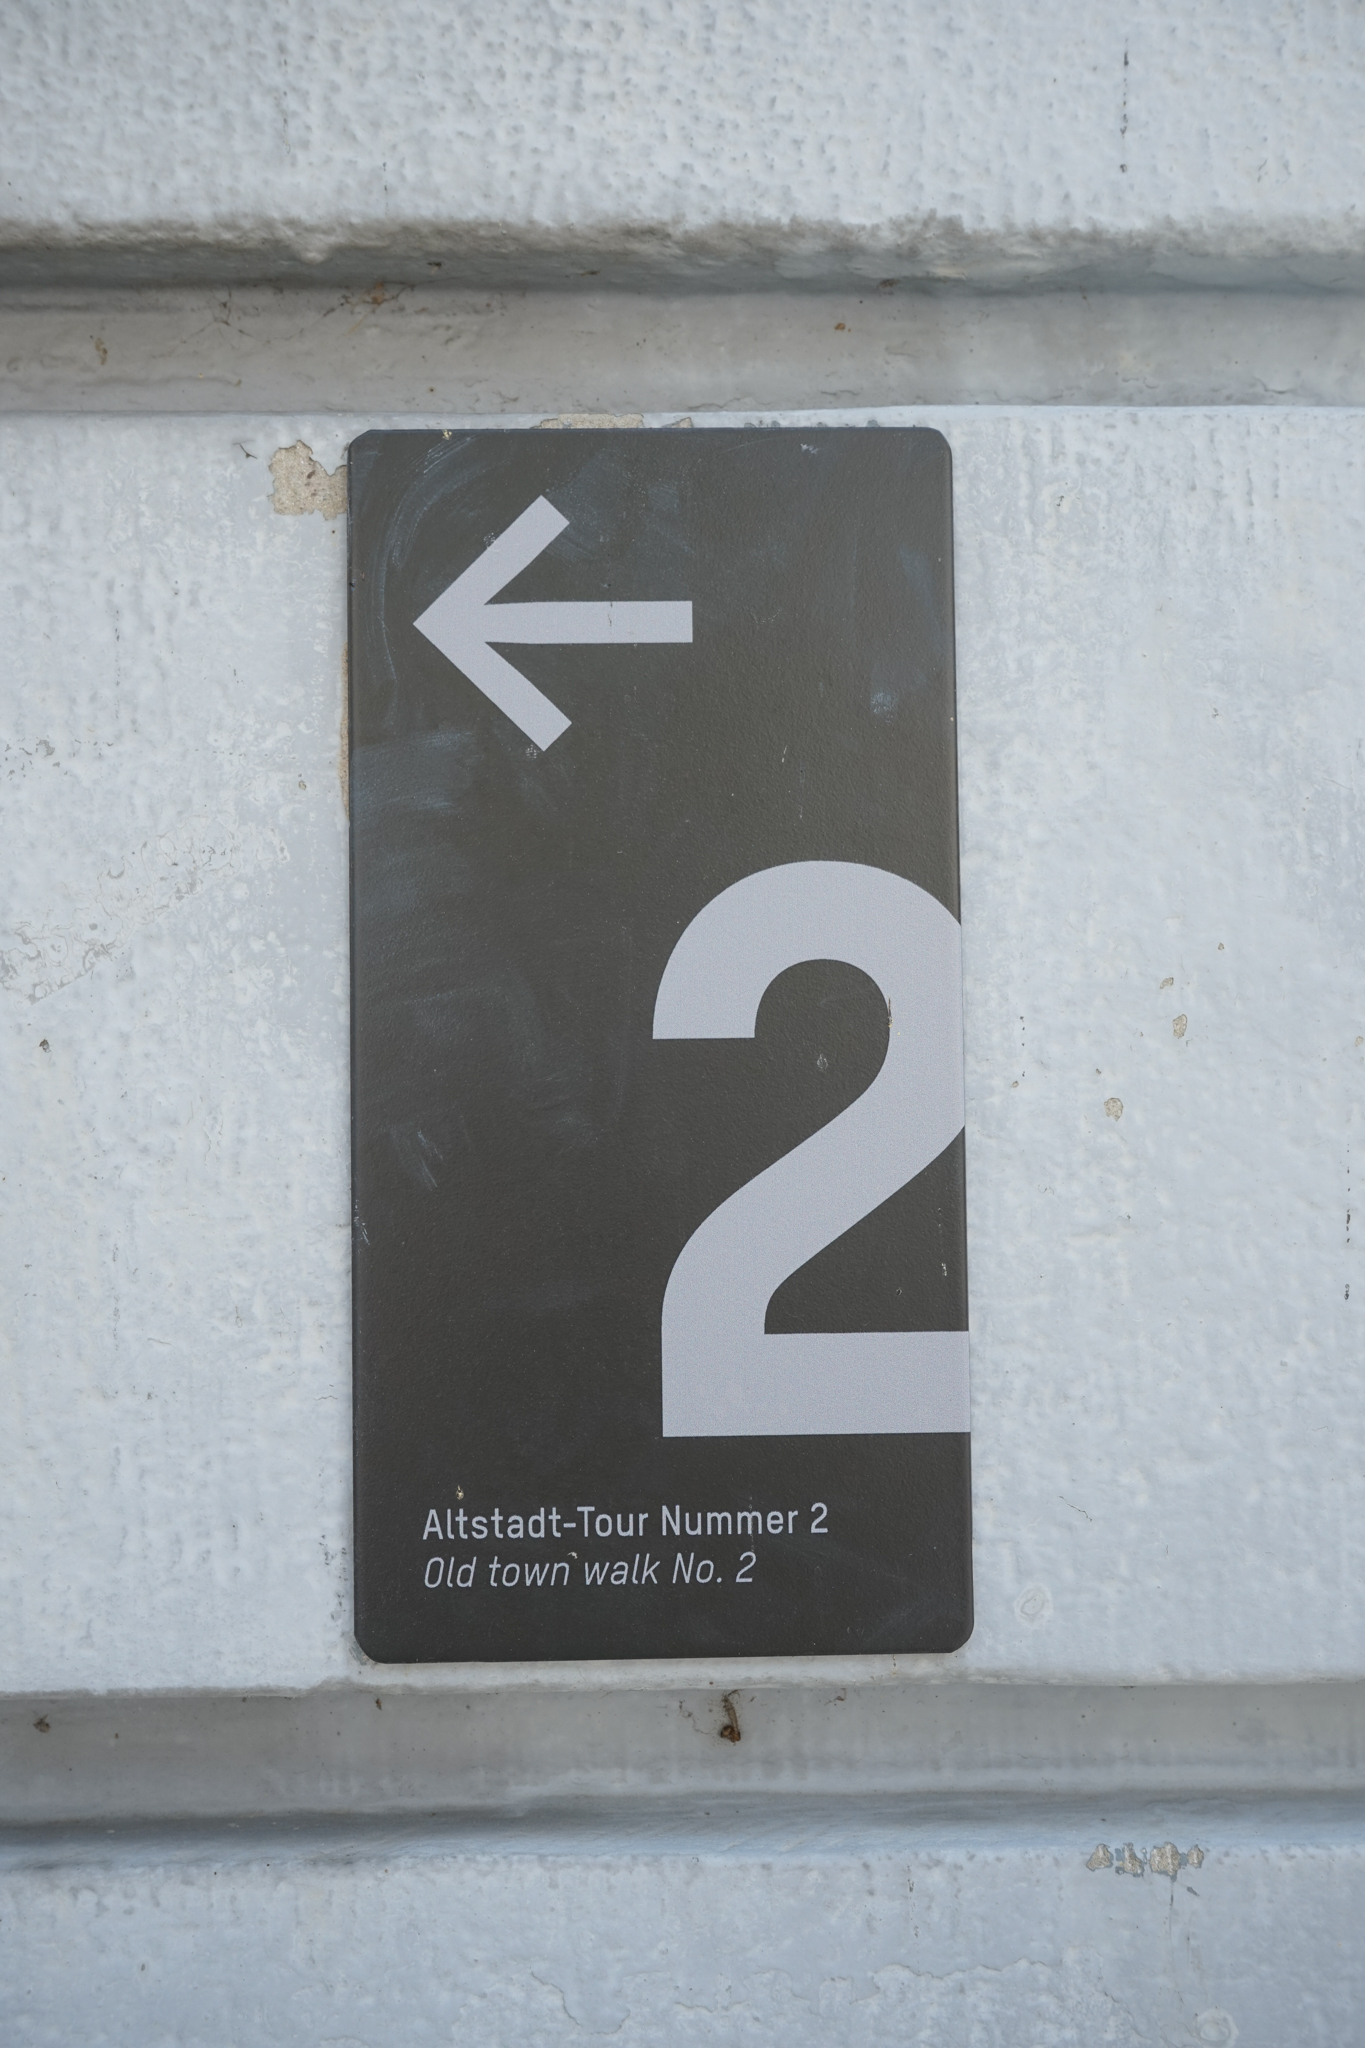 ←
2
Altstadt-Tour Nummer 2
Old town walk No. 2